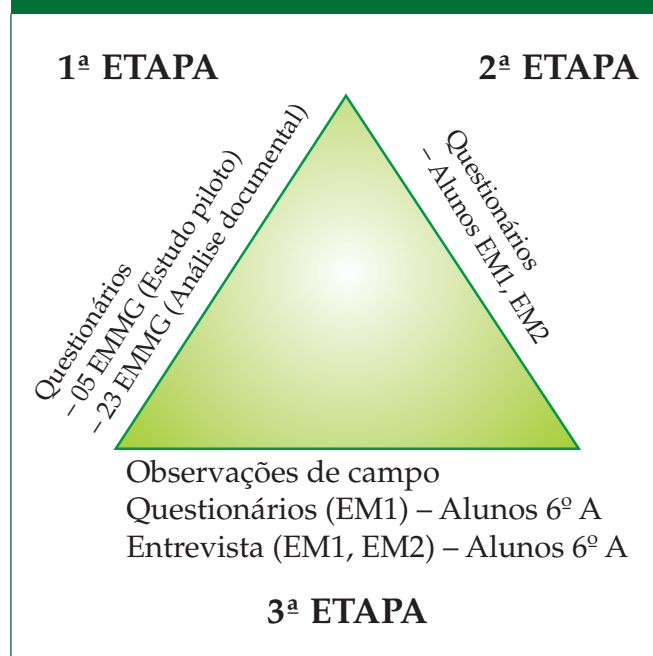 1ª ETAPA
2ª ETAPA
Questionários
– 05 EMMG (Estudo piloto)
– 23 EMMG (Análise documental)
Questionários
– Alunos EM1, EM2
Observações de campo
Questionários (EM1) – Alunos 6º A
Entrevista (EM1, EM2) – Alunos 6º A
3ª ETAPA